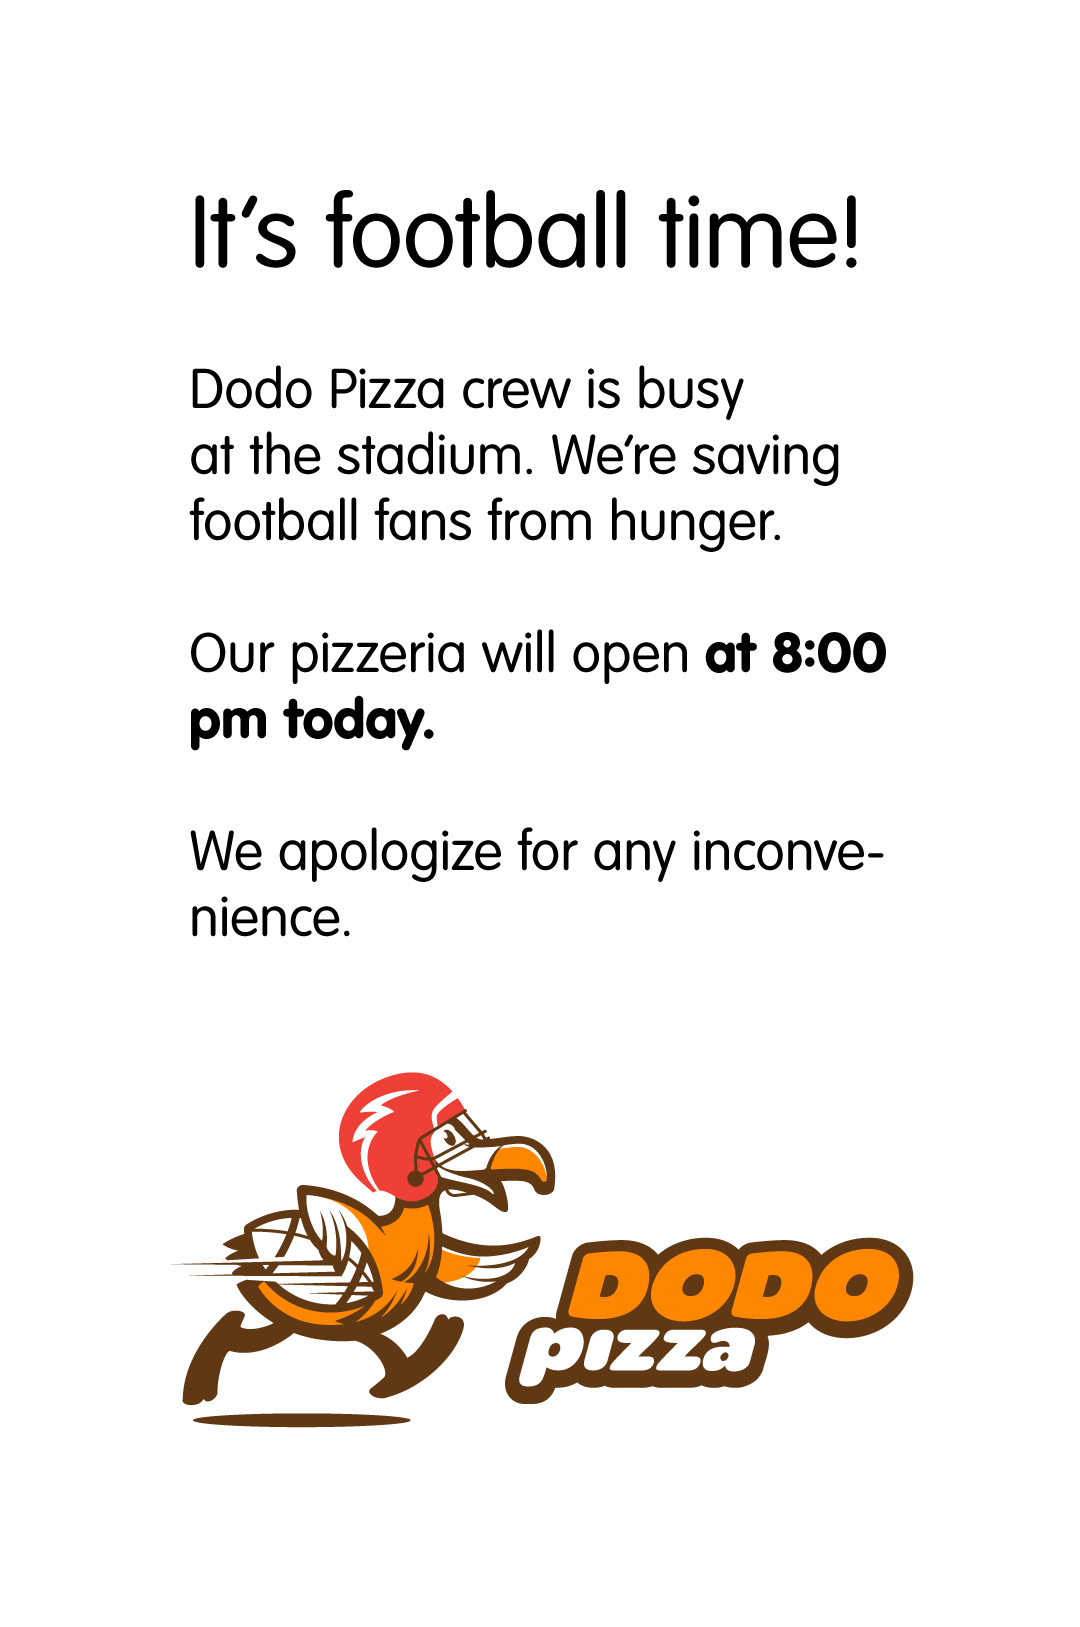 It’s football time!
Dodo Pizza crew is busy
at the stadium. We’re saving
football fans from hunger.
Our pizzeria will open at 8:00
pm today.
We apologize for any inconve-
nience.
DODO
pizza